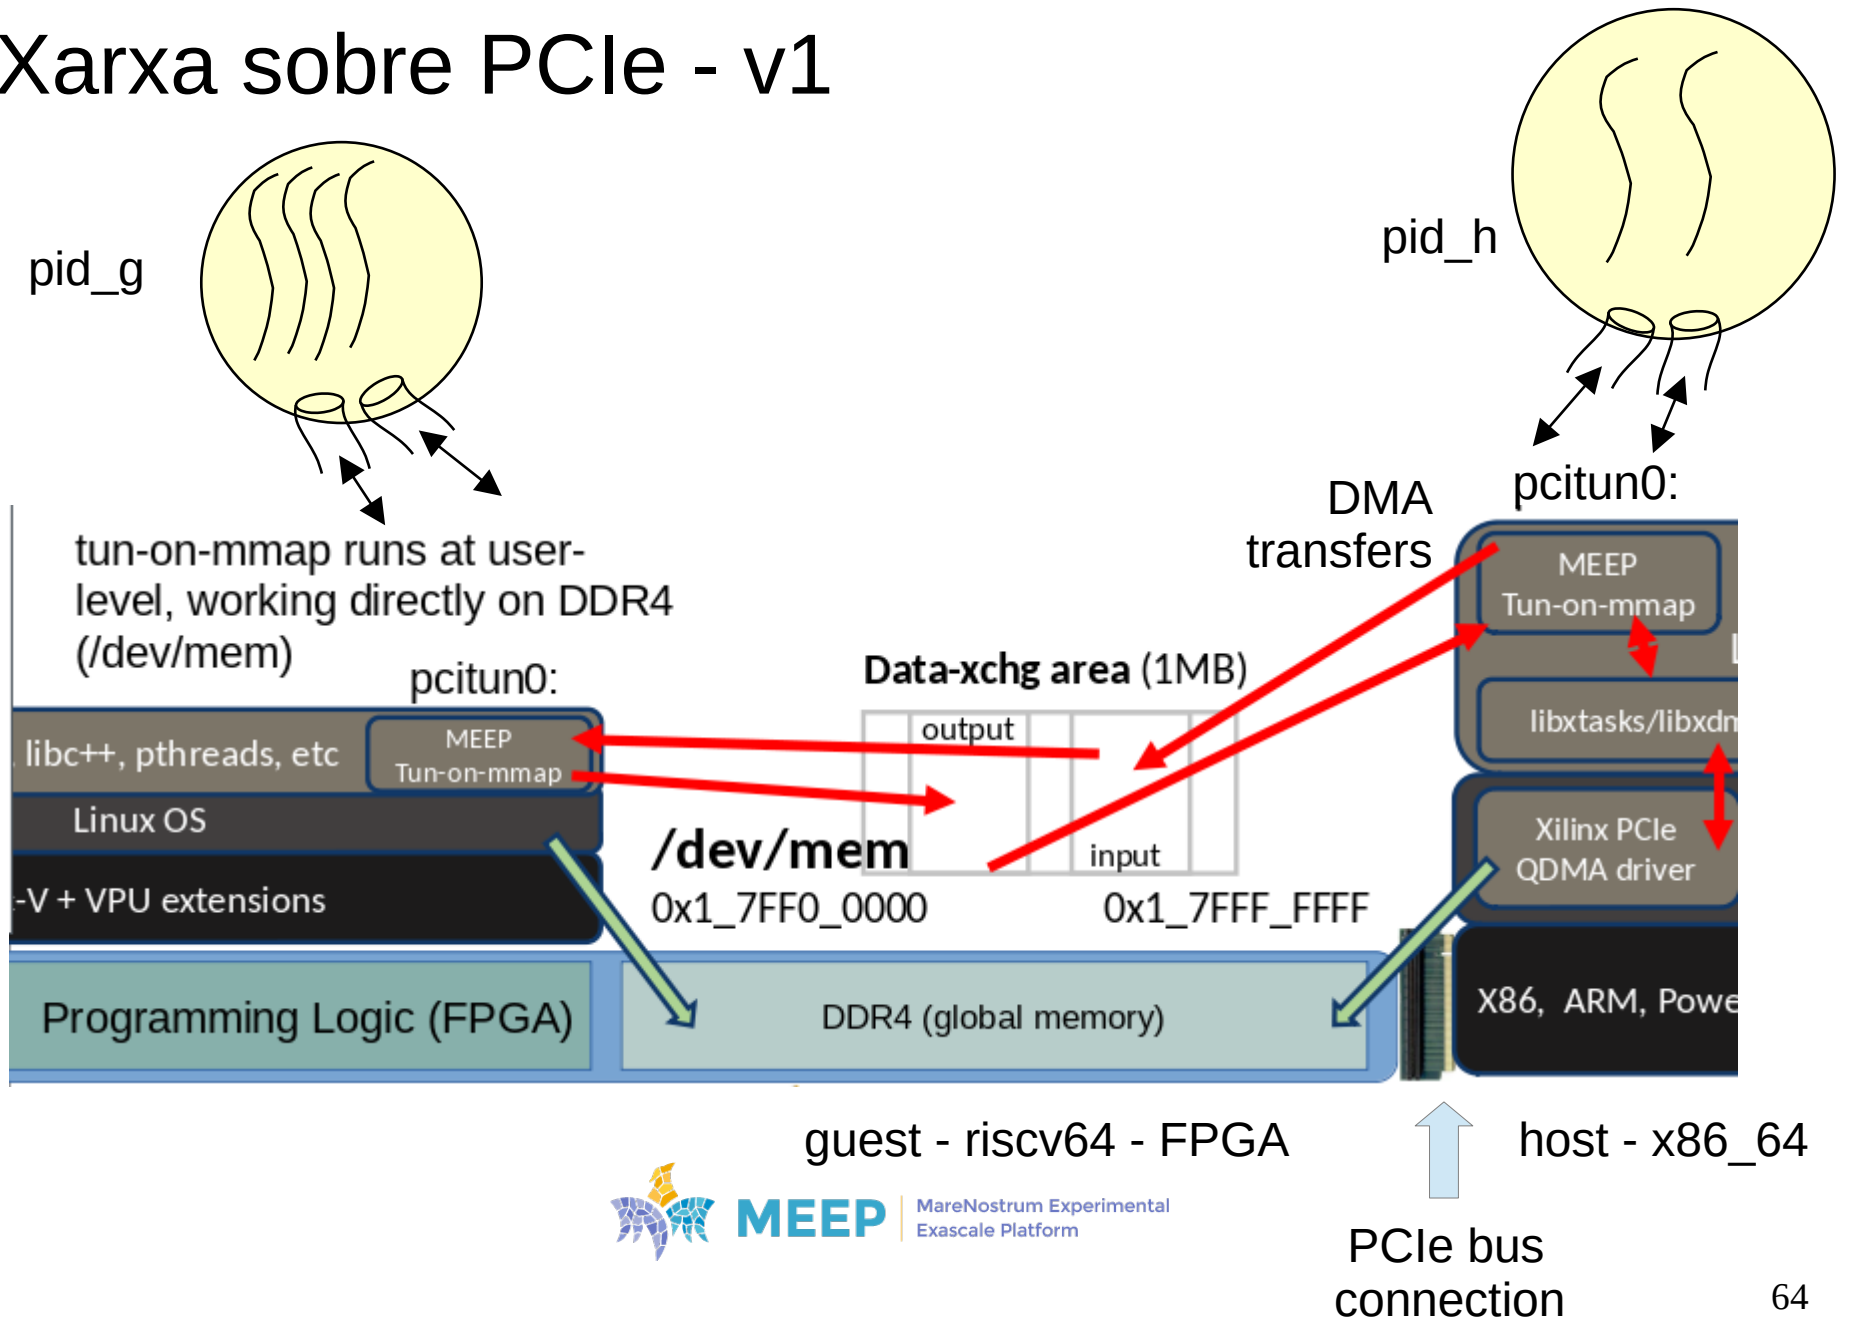 Xarxa sobre PCIe - v1
pid_g
pid_h
DMA
transfers
pcitun0:
tun-on-mmap runs at user-
level, working directly on DDR4
(/dev/mem)
pcitun0:
MEEP
Tun-on-mmap
Data-xchg area (1MB)
output
input
libc++, pthreads, etc
MEEP
Tun-on-mmap
libxtasks/libxdm
Linux OS
/dev/mem
0x1_7FF0_0000
0x1_7FFF_FFFF
Xilinx PCIe
QDMA driver
-V + VPU extensions
Programming Logic (FPGA)
DDR4 (global memory)
X86, ARM, Powe
guest - riscv64 - FPGA
host - x86_64
MEEP
MareNostrum Experimental
Exascale Platform
PCIe bus
connection
64